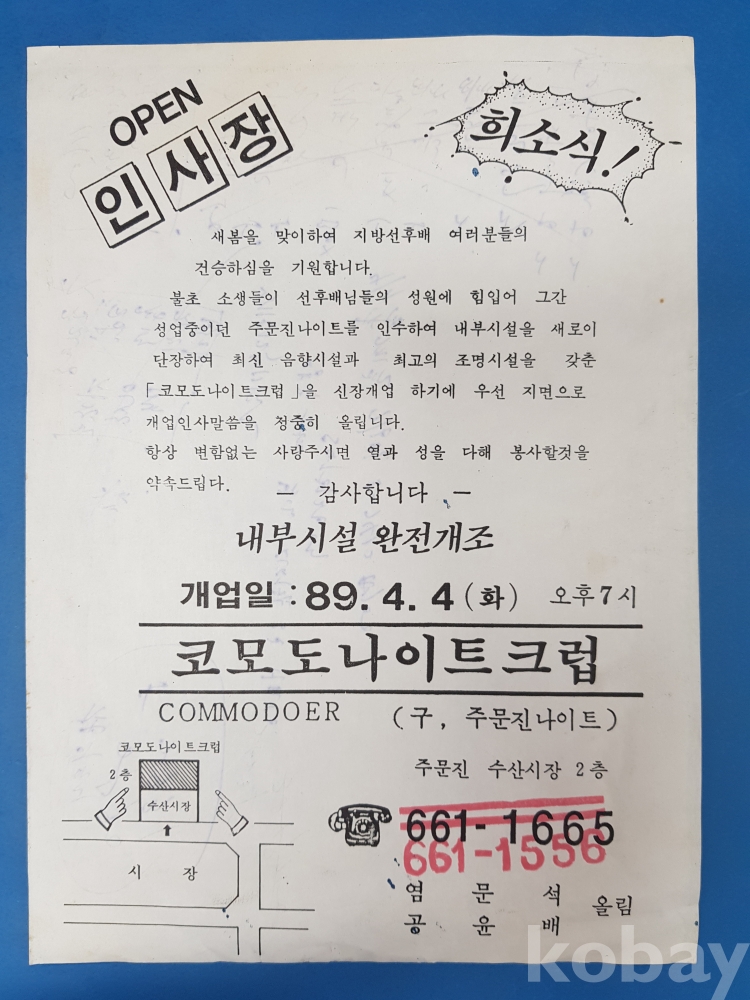 OPEN
인사장
희소식!
새봄을 맞이하여 지방선후배 여러분들의
건승하심을 기원합니다.
불초 소생들이 선후배님들의 성원에 힘입어 그간
성업중이던 주문진나이트를 인수하여 내부시설을 새로이
단장하여 최신 음향시설과 최고의 조명시설을 갖춘
「코모도나이트크럽」을 신장개업 하기에 우선 지면으로
개업인사말씀을 정중히 올립니다.
항상 변함없는 사랑주시면 열과 성을 다해 봉사할것을
약속드립다.
— 감사합니다 —
내부시설 완전개조
개업일 : 89. 4. 4 (화) 오후7시
코모도나이트크럽
COMMODOER (구, 주문진나이트)
코모도나이트크럽
2층
수산시장
시 장
주문진 수산시장 2층
661-1665
661-1556
염 문 석
공 윤 배
올림
kobay